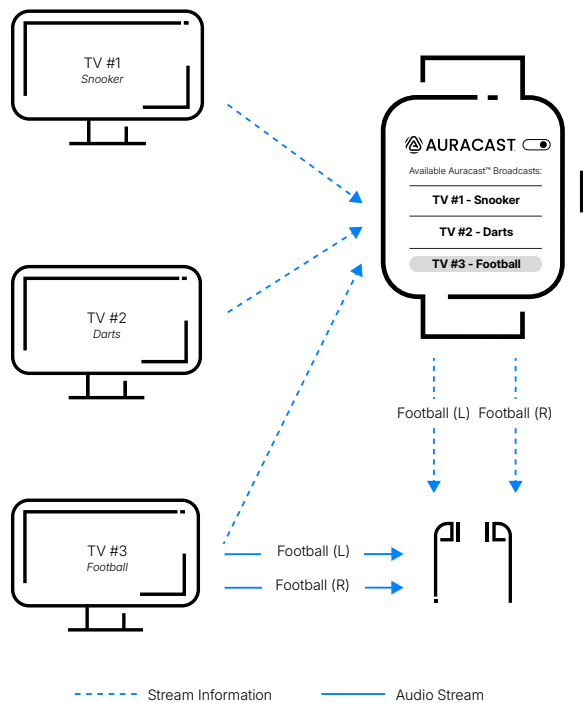 TV #1
Snooker
AURACAST
Available Auracast™ Broadcasts:
TV #1 - Snooker
TV #2 - Darts
TV #3 - Football
TV #2
Darts
Football (L) Football (R)
TV #3
Football
Football (L)
Football (R)
Stream Information
Audio Stream